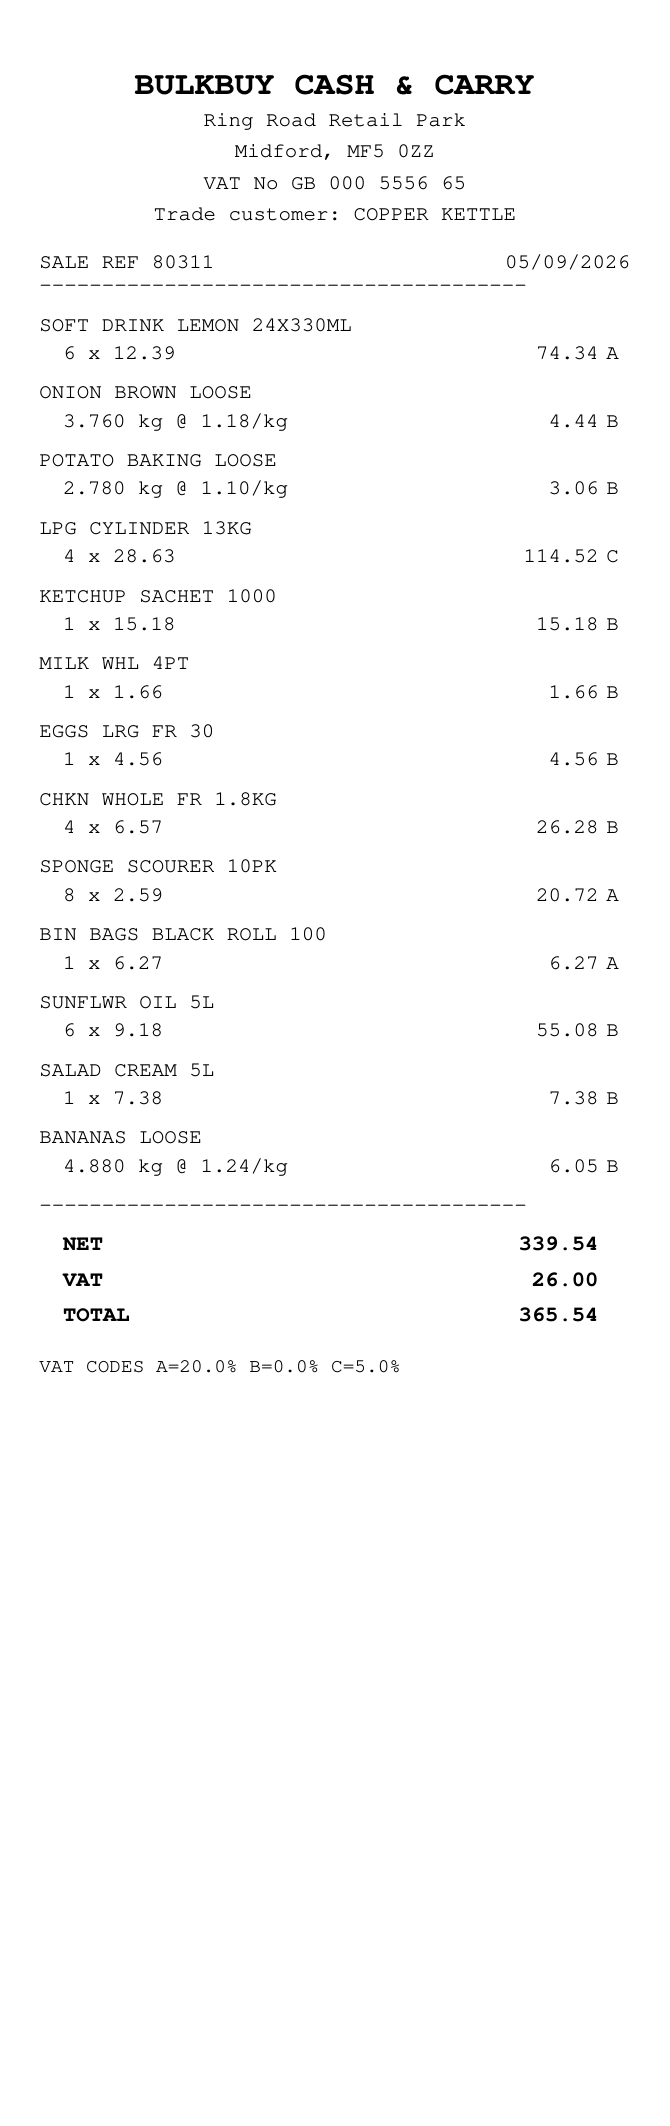 BULKBUY CASH & CARRY
Ring Road Retail Park
Midford, MF5 0ZZ
VAT No GB 000 5556 65
Trade customer: COPPER KETTLE
SALE REF 80311 05/09/2026
---------------------------------------
SOFT DRINK LEMON 24X330ML
6 x 12.39 74.34 A
ONION BROWN LOOSE
3.760 kg @ 1.18/kg 4.44 B
POTATO BAKING LOOSE
2.780 kg @ 1.10/kg 3.06 B
LPG CYLINDER 13KG
4 x 28.63 114.52 C
KETCHUP SACHET 1000
1 x 15.18 15.18 B
MILK WHL 4PT
1 x 1.66 1.66 B
EGGS LRG FR 30
1 x 4.56 4.56 B
CHKN WHOLE FR 1.8KG
4 x 6.57 26.28 B
SPONGE SCOURER 10PK
8 x 2.59 20.72 A
BIN BAGS BLACK ROLL 100
1 x 6.27 6.27 A
SUNFLWR OIL 5L
6 x 9.18 55.08 B
SALAD CREAM 5L
1 x 7.38 7.38 B
BANANAS LOOSE
4.880 kg @ 1.24/kg 6.05 B
---------------------------------------
NET 339.54
VAT 26.00
TOTAL 365.54
VAT CODES A=20.0% B=0.0% C=5.0%